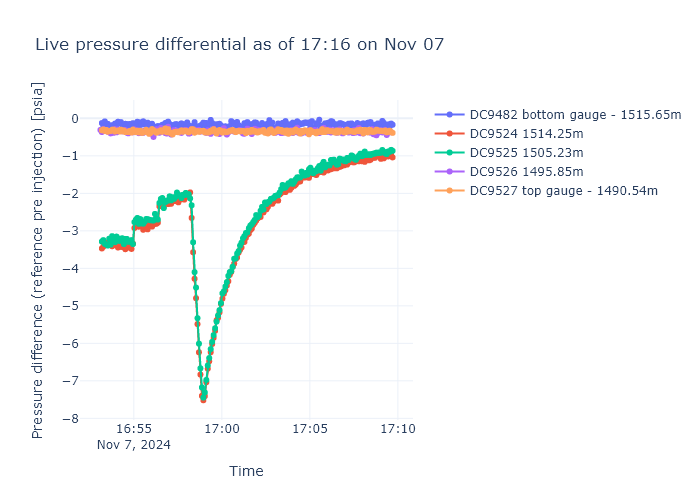 Live pressure differential as of 17:16 on Nov 07
Pressure difference (reference pre Injection) [psia]
0
−1
−2
−3
−4
−5
−6
−7
−8
16:55
17:00
17:05
17:10
Nov 7, 2024
Time
DC9482 bottom gauge - 1515.65m
DC9524 1514.25m
DC9525 1505.23m
DC9526 1495.85m
DC9527 top gauge - 1490.54m